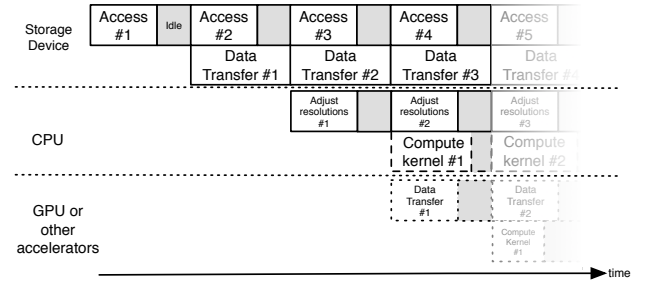 Storage
Device
Access
#1
Idle
Access
#2
Access
#3
Access
#4
Access
#5
Data
Transfer #1
Data
Transfer #2
Data
Transfer #3
Data
Transfer #4
CPU
Adjust
resolutions
#1
Adjust
resolutions
#2
Adjust
resolutions
#3
Compute
kernel #1
Compute
kernel #2
GPU or
other
accelerators
Data
Transfer
#1
Data
Transfer
#2
Compute
Kernel
#1
time